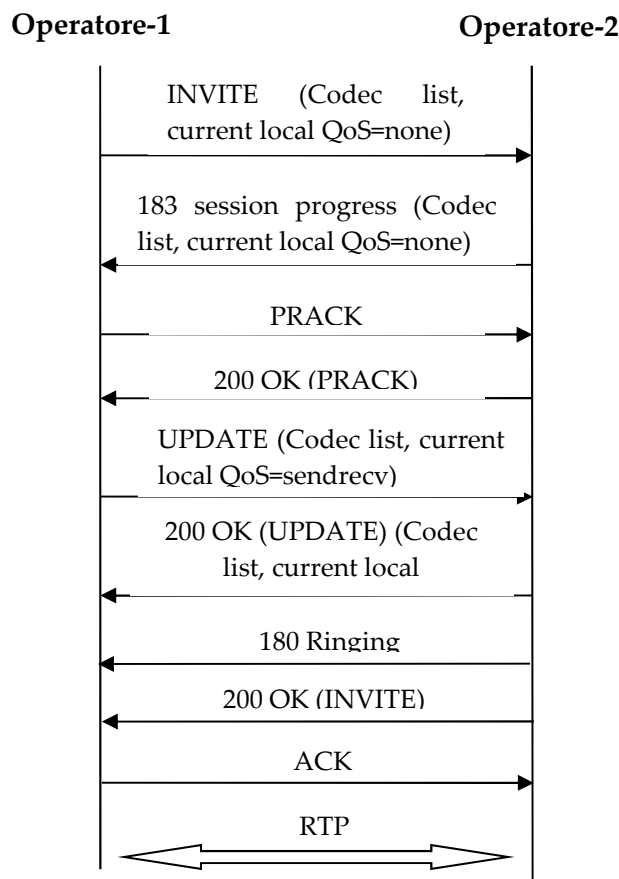 Operatore-1 Operatore-2
INVITE (Codec list,
current local QoS=none)
183 session progress (Codec
list, current local QoS=none)
PRACK
200 OK (PRACK)
UPDATE (Codec list, current
local QoS=sendrecv)
200 OK (UPDATE) (Codec
list, current local
180 Ringing
200 OK (INVITE)
ACK
RTP